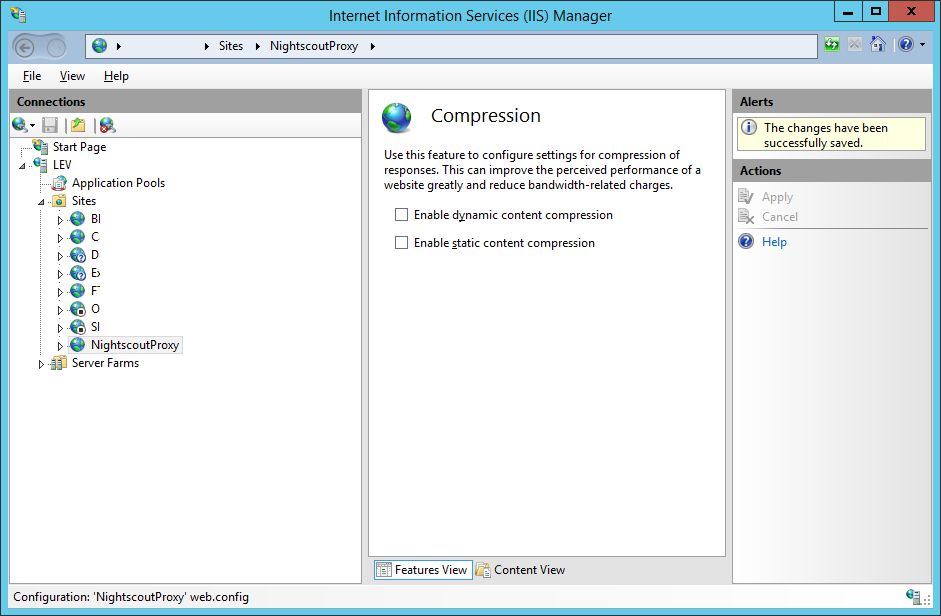 Internet Information Services (IIS) Manager
Sites NightscoutProxy
File View Help
Connections
Start Page
LEV
Application Pools
Sites
BI
C
D
Ex
F
O
SI
NightscoutProxy
Server Farms
Compression
Use this feature to configure settings for compression of
responses. This can improve the perceived performance of a
website greatly and reduce bandwidth-related charges.
Enable dynamic content compression
Enable static content compression
Features View Content View
Alerts
The changes have been
successfully saved.
Actions
Apply
Cancel
Help
Configuration: 'NightscoutProxy' web.config